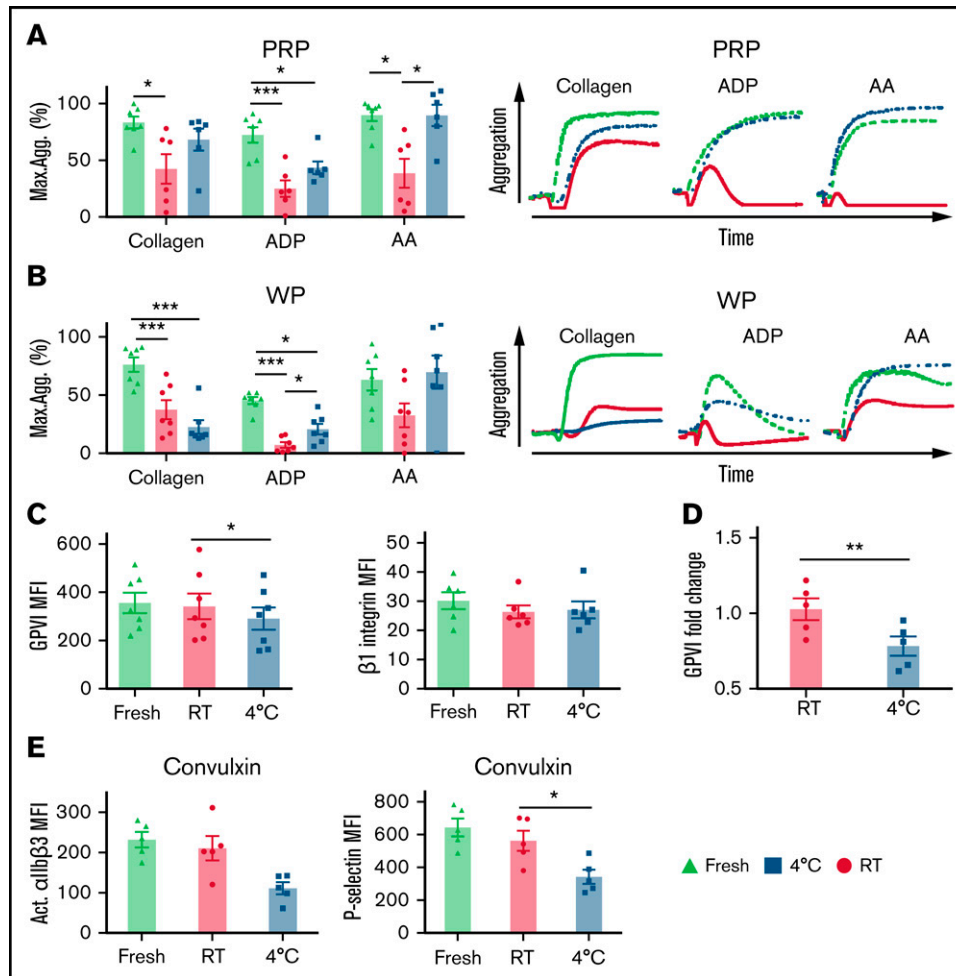 A
PRP
PRP
Max.Agg. (%)
100
50
0
* *** * * *
Collagen ADP AA
Aggregation
Collagen ADP AA
Time
B
WP
WP
Max.Agg. (%)
100
50
0
*** *** *** * * 
Collagen ADP AA
Aggregation
Collagen ADP AA
Time
C
GPVI MFI
600
400
200
0
*
Fresh RT 4°C
β1 integrin MFI
50
40
30
20
10
0
Fresh RT 4°C
D
GPVI fold change
1.5
1.0
0.5
**
RT 4°C
E
Convulxin
Act. αIIbβ3 MFI
300
200
100
0
Fresh RT 4°C
Convulxin
P-selectin MFI
800
600
400
200
0
*
Fresh RT 4°C
Fresh 4°C RT